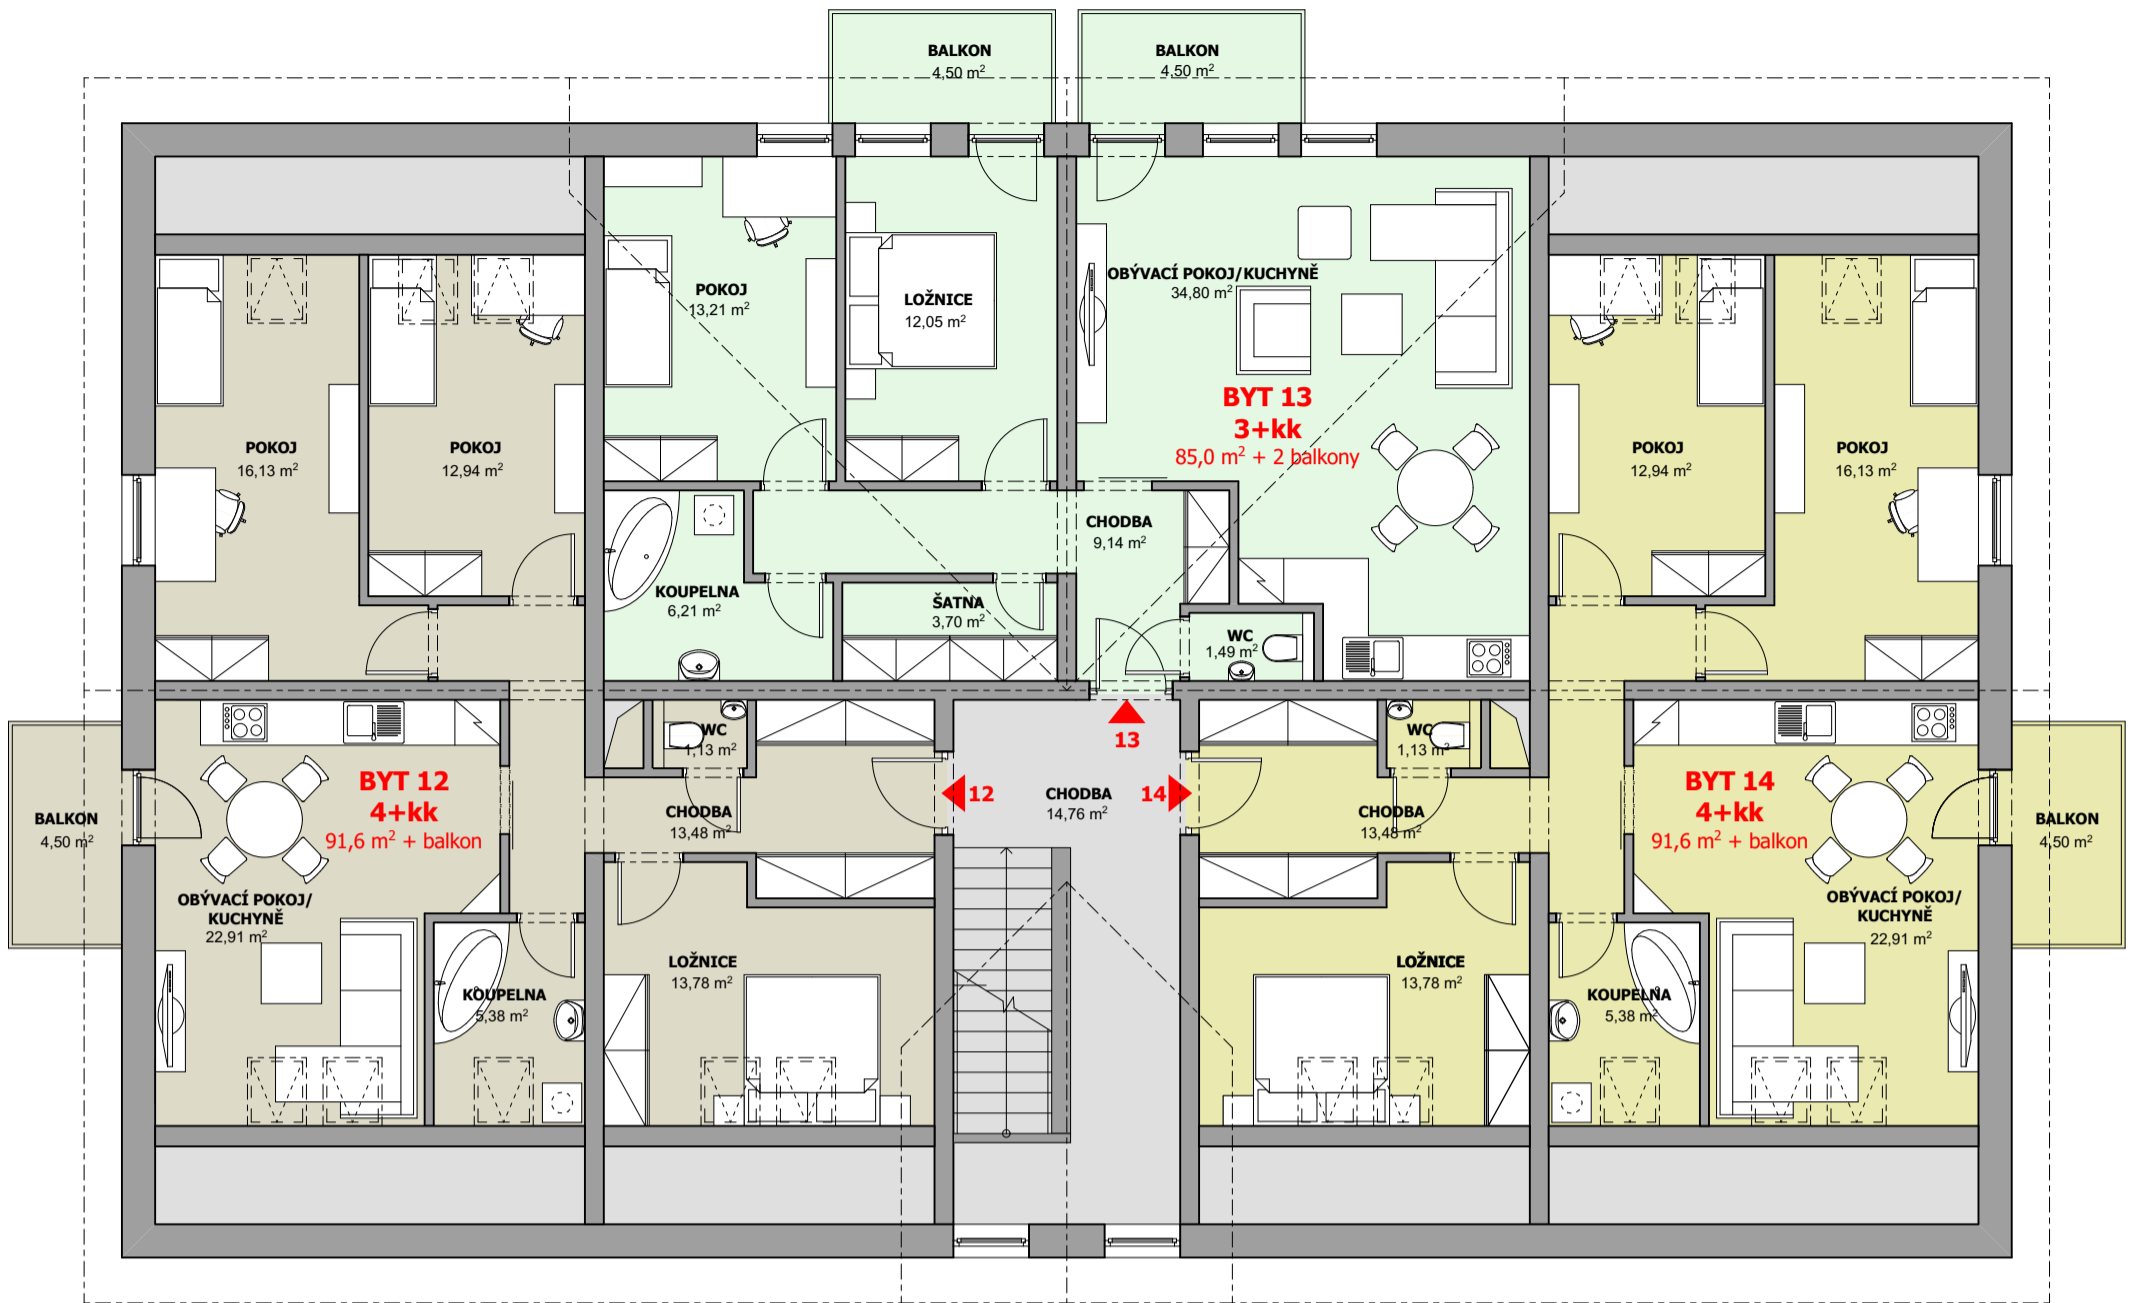 BALKON
4,50 m²
BALKON
4,50 m²
POKOJ
13,21 m²
LOŽNICE
12,05 m²
OBÝVACÍ POKOJ/KUCHYNĚ
34,80 m²
BYT 13
3+kk
85,0 m² + 2 balkony
POKOJ
16,13 m²
POKOJ
12,94 m²
POKOJ
12,94 m²
POKOJ
16,13 m²
CHODBA
9,14 m²
KOUPELNA
6,21 m²
ŠATNA
3,70 m²
WC
1,49 m²
WC
1,13 m²
13
WC
1,13 m²
BYT 12
4+kk
91,6 m² + balkon
12
CHODBA
14,76 m²
14
BYT 14
4+kk
91,6 m² + balkon
BALKON
4,50 m²
CHODBA
13,48 m²
CHODBA
13,48 m²
BALKON
4,50 m²
OBÝVACÍ POKOJ/
KUCHYNĚ
22,91 m²
OBÝVACÍ POKOJ/
KUCHYNĚ
22,91 m²
LOŽNICE
13,78 m²
LOŽNICE
13,78 m²
KOUPELNA
5,38 m²
KOUPELNA
5,38 m²